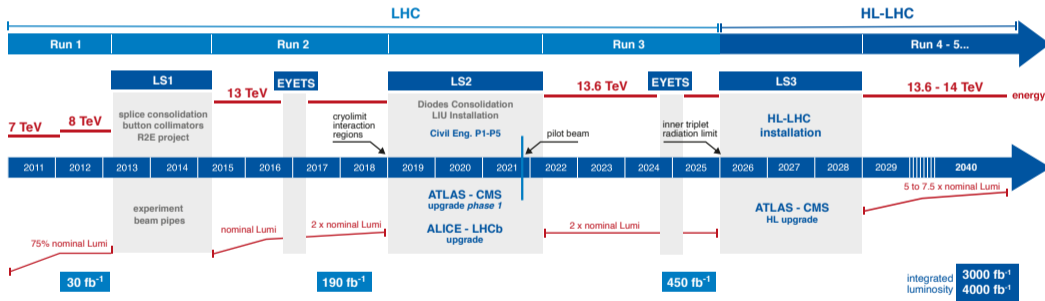 LHC
HL-LHC
Run 1
Run 2
Run 3
Run 4 - 5...
LS1
EYETS
LS2
EYETS
LS3
13 TeV
13.6 TeV
13.6 - 14 TeV
energy
7 TeV
8 TeV
splice consolidation
button collimators
R2E project
cryolimit
interaction
regions
Diodes Consolidation
LIU Installation
Civil Eng. P1-P5
pilot beam
inner triplet
radiation limit
HL-LHC
installation
2011
2012
2013
2014
2015
2016
2017
2018
2019
2020
2021
2022
2023
2024
2025
2026
2027
2028
2029
2040
5 to 7.5 x nominal Lumi
experiment
beam pipes
ATLAS - CMS
upgrade phase 1
ALICE - LHCb
upgrade
ATLAS - CMS
HL upgrade
75% nominal Lumi
nominal Lumi
2 x nominal Lumi
2 x nominal Lumi
30 fb⁻¹
190 fb⁻¹
450 fb⁻¹
integrated
luminosity
3000 fb⁻¹
4000 fb⁻¹